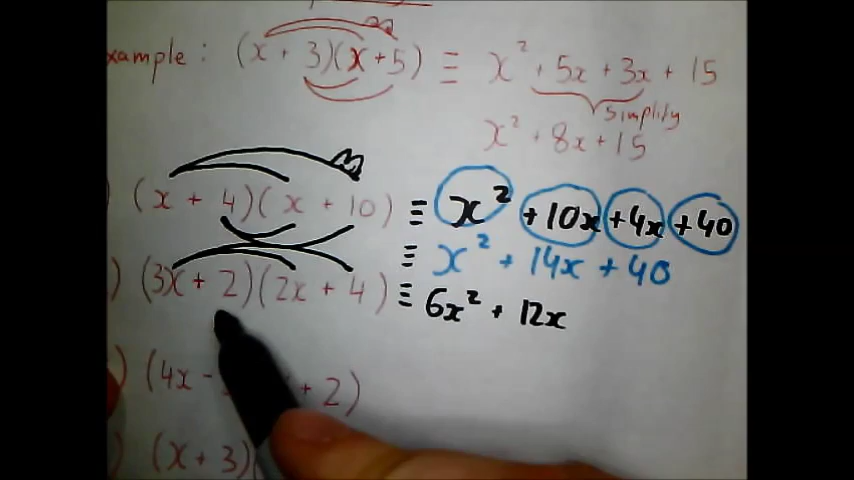 xample : (x + 3)(x + 5) ≡ x² + 5x + 3x + 15
simplify
x² + 8x + 15
) (x + 4)(x + 10) ≡ x² + 10x + 4x + 40
≡ x² + 14x + 40
) (3x + 2)(2x + 4) ≡ 6x² + 12x
) (4x - + 2)
) (x + 3)(